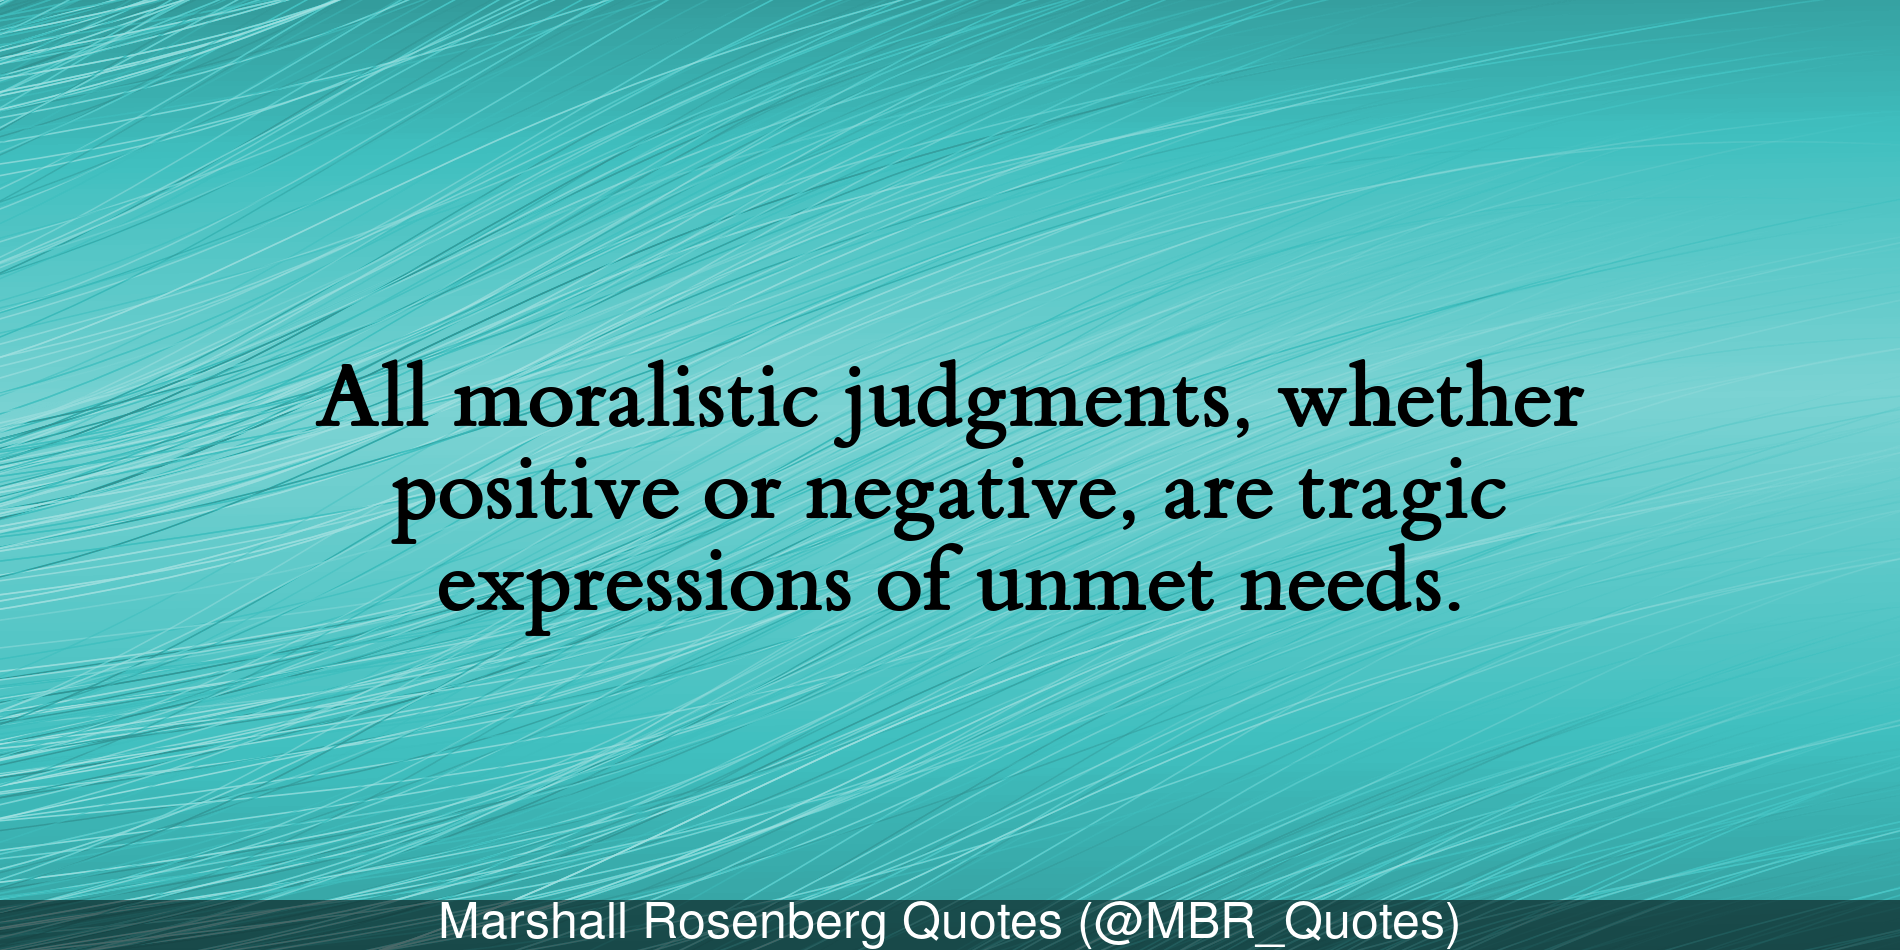 All moralistic judgments, whether
positive or negative, are tragic
expressions of unmet needs.
Marshall Rosenberg Quotes (@MBR_Quotes)